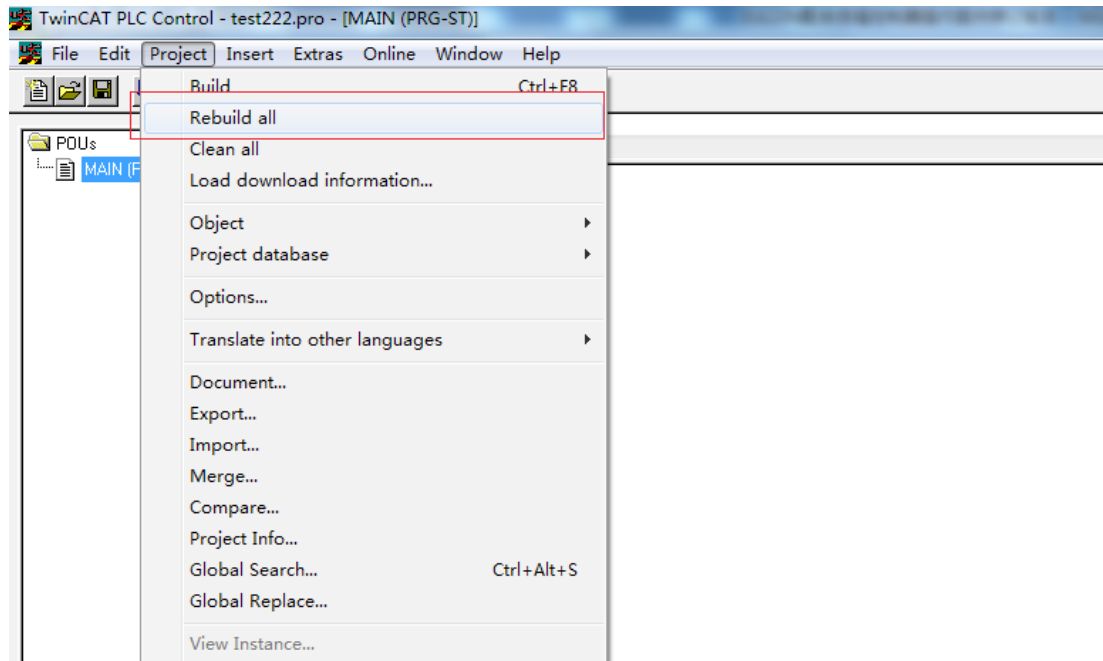 TwinCAT PLC Control - test222.pro - [MAIN (PRG-ST)]
File Edit Project Insert Extras Online Window Help
Build Ctrl+F8
Rebuild all
POUs
Clean all
MAIN (F
Load download information...
Object
Project database
Options...
Translate into other languages
Document...
Export...
Import...
Merge...
Compare...
Project Info...
Global Search... Ctrl+Alt+S
Global Replace...
View Instance...